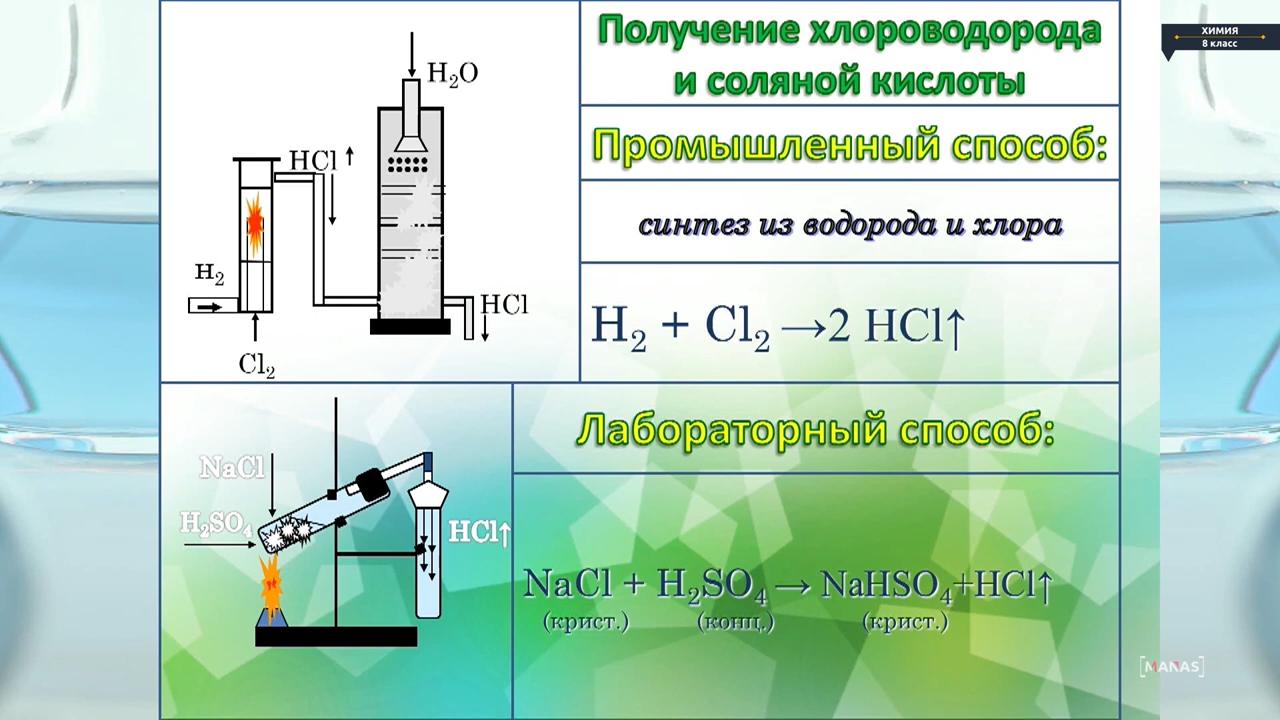 ХИМИЯ
8 класс
Получение хлороводорода
и соляной кислоты
Промышленный способ:
синтез из водорода и хлора
H₂ + Cl₂ →2 HCl↑
H₂O
HCl↑
H₂
HCl
Cl₂
Лабораторный способ:
NaCl
H₂SO₄
HCl↑
NaCl + H₂SO₄ → NaHSO₄+HCl↑
(крист.) (конц.) (крист.)
[MANAS]